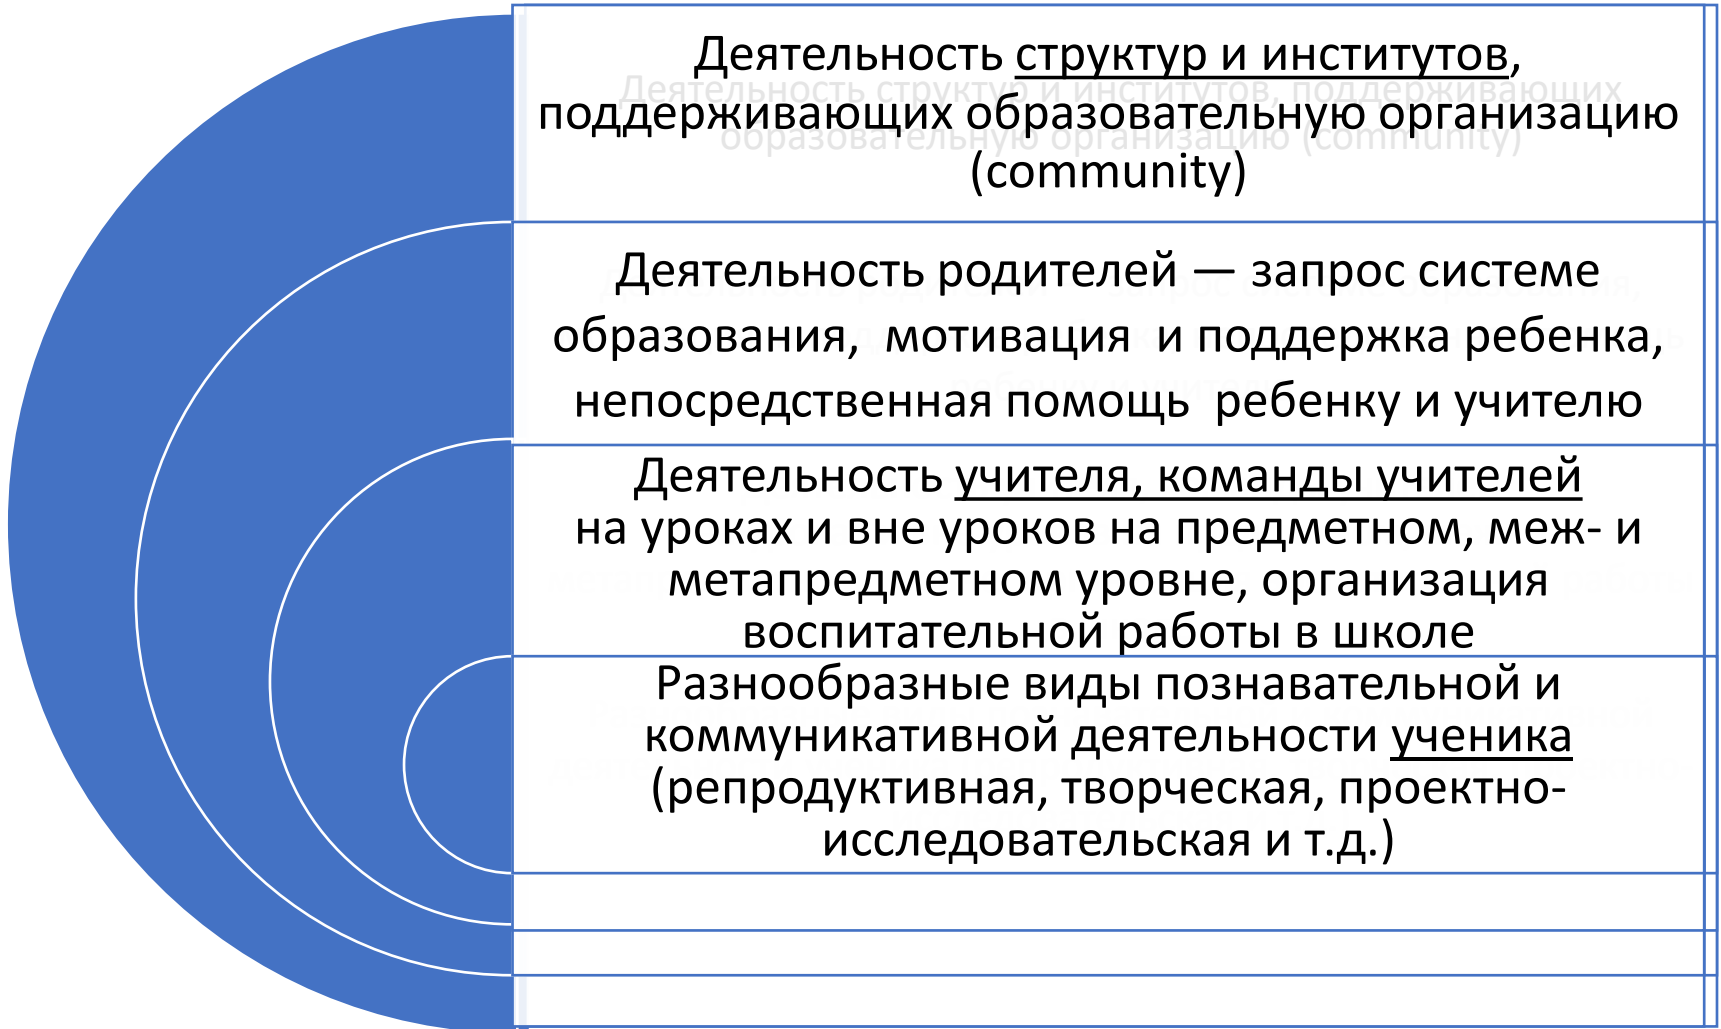 Деятельность структур и институтов,
поддерживающих образовательную организацию
(community)
Деятельность родителей — запрос системе
образования, мотивация и поддержка ребенка,
непосредственная помощь ребенку и учителю
Деятельность учителя, команды учителей
на уроках и вне уроков на предметном, меж- и
метапредметном уровне, организация
воспитательной работы в школе
Разнообразные виды познавательной и
коммуникативной деятельности ученика
(репродуктивная, творческая, проектно-
исследовательская и т.д.)